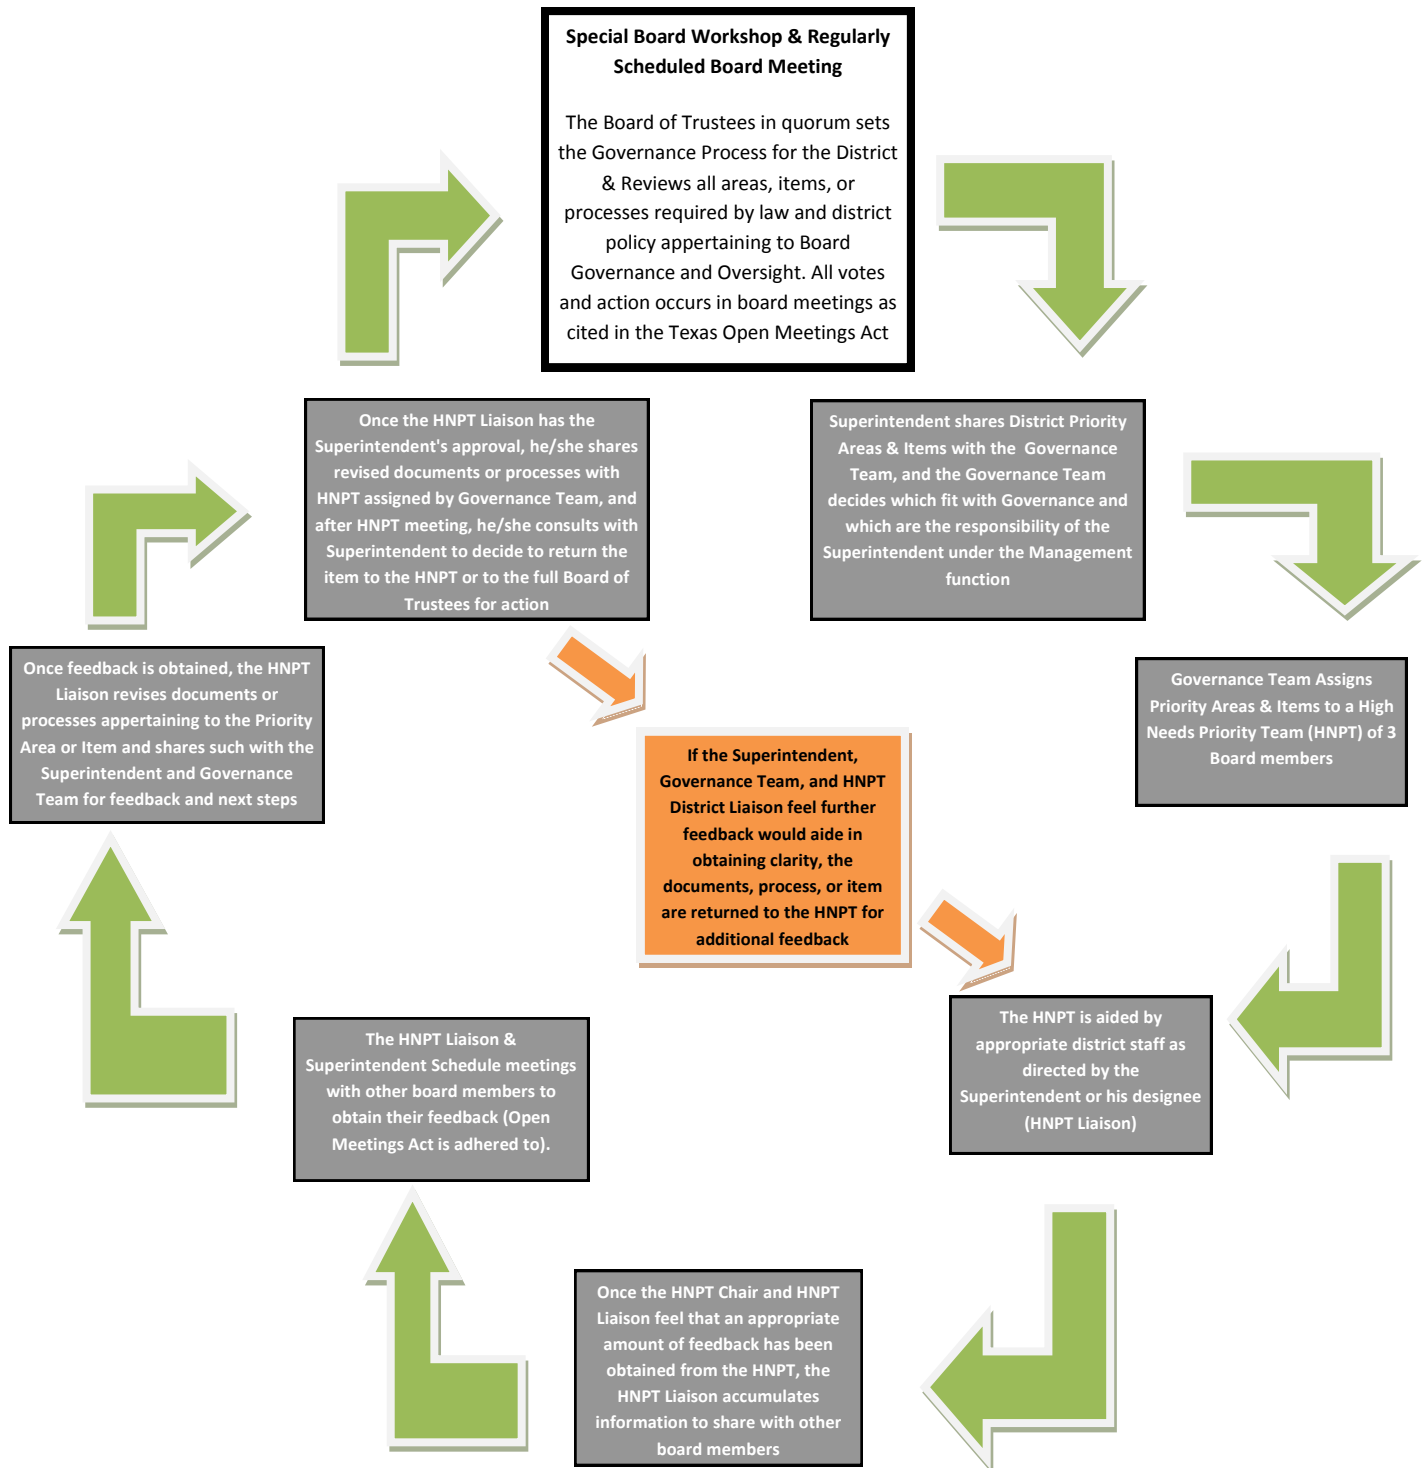 Special Board Workshop & Regularly
Scheduled Board Meeting
The Board of Trustees in quorum sets
the Governance Process for the District
& Reviews all areas, items, or
processes required by law and district
policy appertaining to Board
Governance and Oversight. All votes
and action occurs in board meetings as
cited in the Texas Open Meetings Act
Superintendent shares District Priority
Areas & Items with the Governance
Team, and the Governance Team
decides which fit with Governance and
which are the responsibility of the
Superintendent under the Management
function
Governance Team Assigns
Priority Areas & Items to a High
Needs Priority Team (HNPT) of 3
Board members
The HNPT is aided by
appropriate district staff as
directed by the
Superintendent or his designee
(HNPT Liaison)
Once the HNPT Chair and HNPT
Liaison feel that an appropriate
amount of feedback has been
obtained from the HNPT, the
HNPT Liaison accumulates
information to share with other
board members
The HNPT Liaison &
Superintendent Schedule meetings
with other board members to
obtain their feedback (Open
Meetings Act is adhered to).
Once feedback is obtained, the HNPT
Liaison revises documents or
processes appertaining to the Priority
Area or Item and shares such with the
Superintendent and Governance
Team for feedback and next steps
Once the HNPT Liaison has the
Superintendent's approval, he/she shares
revised documents or processes with
HNPT assigned by Governance Team, and
after HNPT meeting, he/she consults with
Superintendent to decide to return the
item to the HNPT or to the full Board of
Trustees for action
If the Superintendent,
Governance Team, and HNPT
District Liaison feel further
feedback would aide in
obtaining clarity, the
documents, process, or item
are returned to the HNPT for
additional feedback